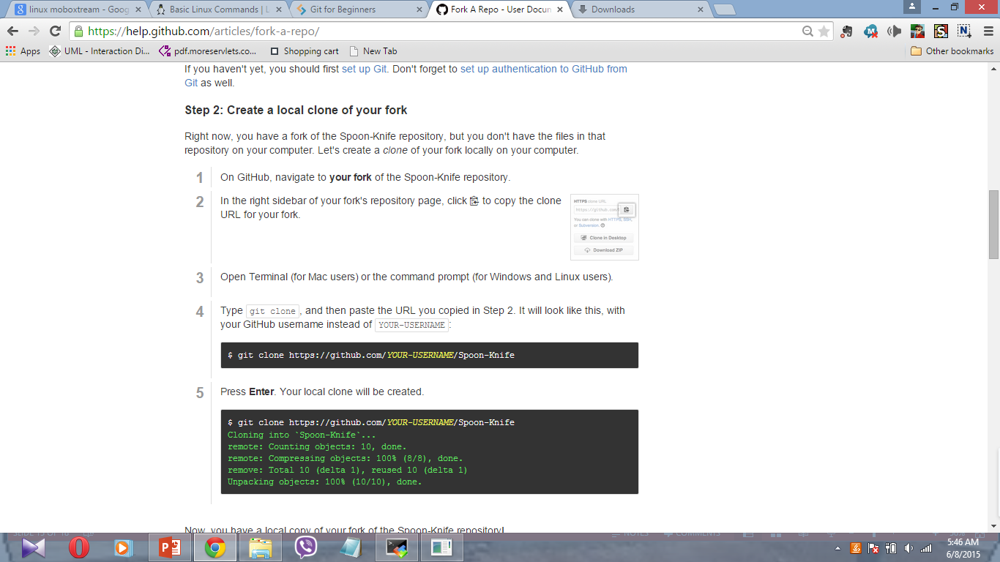 linux moboxtream - Goog
Basic Linux Commands | L
Git for Beginners
Fork A Repo - User Docum
Downloads
https://help.github.com/articles/fork-a-repo/
Apps
UML - Interaction Di...
pdf.moreservlets.co...
Shopping cart
New Tab
Other bookmarks
If you haven't yet, you should first set up Git. Don't forget to set up authentication to GitHub from
Git as well.
Step 2: Create a local clone of your fork
Right now, you have a fork of the Spoon-Knife repository, but you don't have the files in that
repository on your computer. Let's create a clone of your fork locally on your computer.
1 On GitHub, navigate to your fork of the Spoon-Knife repository.
2 In the right sidebar of your fork's repository page, click to copy the clone
URL for your fork.
HTTPS clone URL
https://github.com/
You can clone with HTTPS, SSH,
or Subversion.
Clone in Desktop
Download ZIP
3 Open Terminal (for Mac users) or the command prompt (for Windows and Linux users).
4 Type git clone, and then paste the URL you copied in Step 2. It will look like this, with
your GitHub username instead of YOUR-USERNAME:
$ git clone https://github.com/YOUR-USERNAME/Spoon-Knife
5 Press Enter. Your local clone will be created.
$ git clone https://github.com/YOUR-USERNAME/Spoon-Knife
Cloning into `Spoon-Knife`...
remote: Counting objects: 10, done.
remote: Compressing objects: 100% (8/8), done.
remove: Total 10 (delta 1), reused 10 (delta 1)
Unpacking objects: 100% (10/10), done.
Now, you have a local copy of your fork of the Spoon-Knife repository!
NOTES
COMMENTS
5:46 AM
6/8/2015